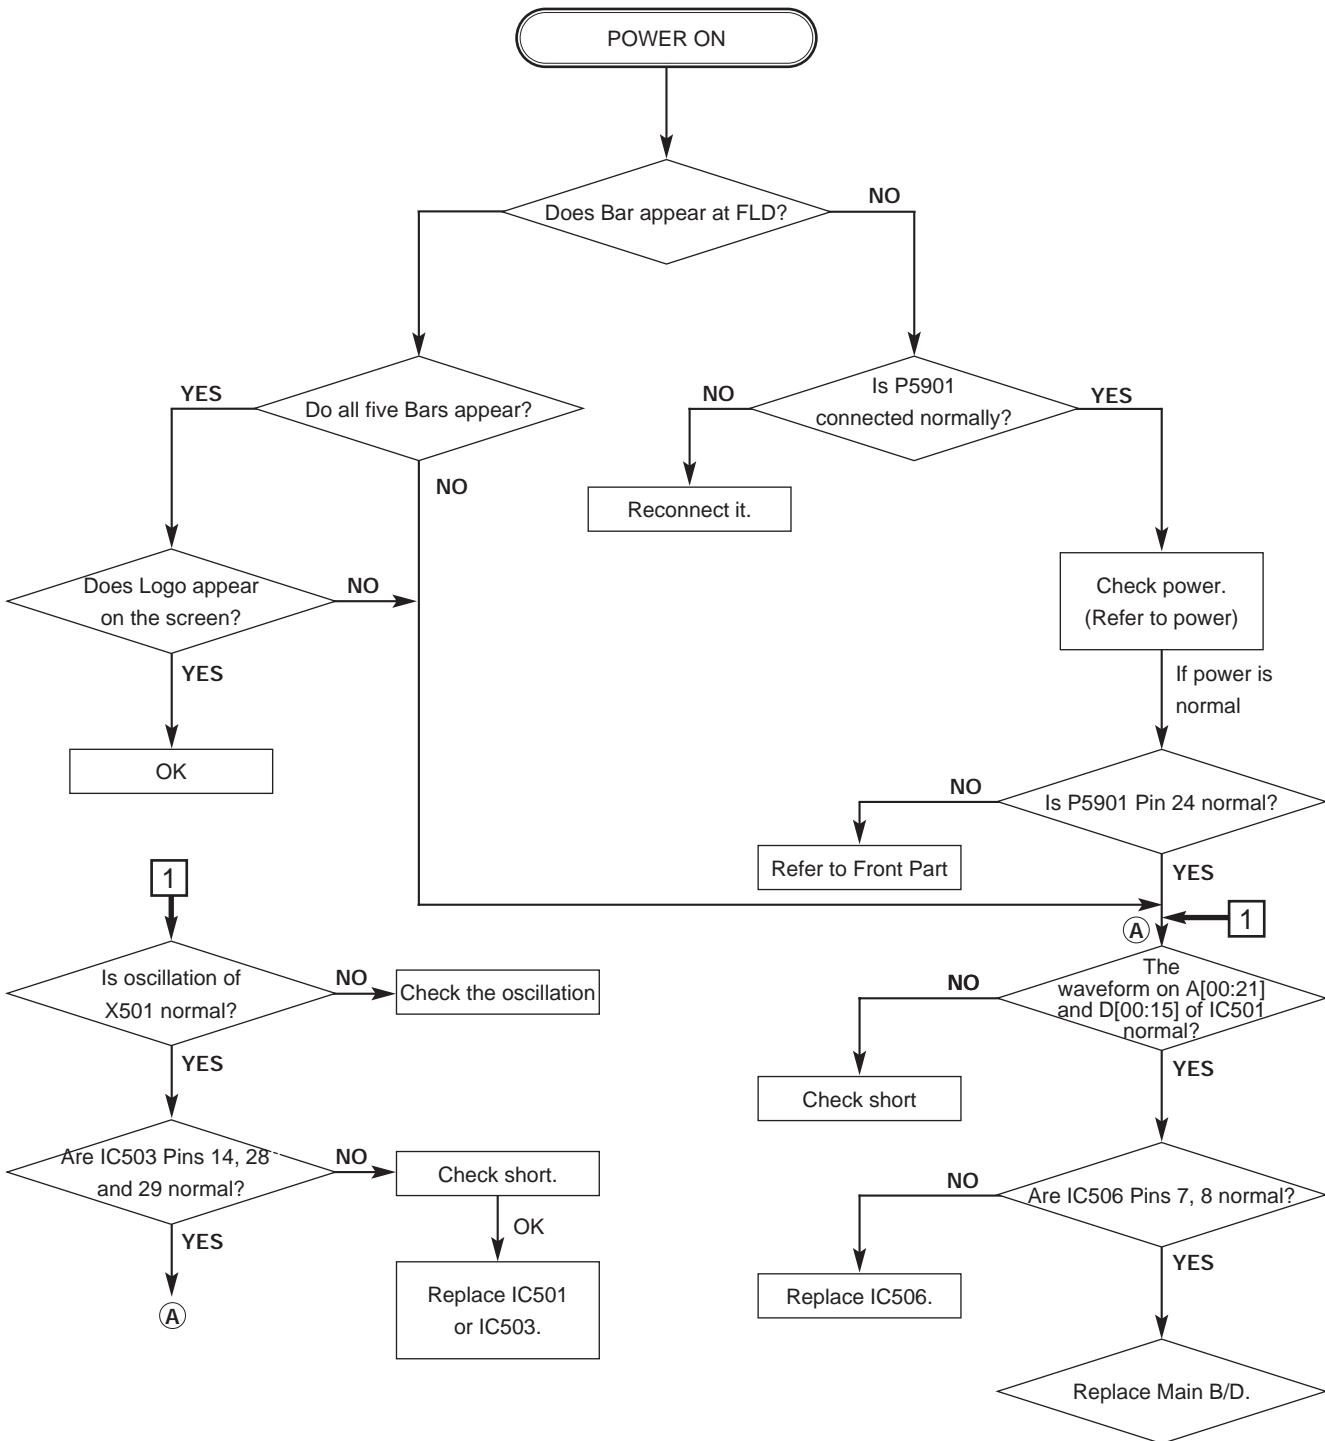 POWER ON
Does Bar appear at FLD?
NO
YES
Do all five Bars appear?
NO
NO
Is P5901
connected normally?
YES
Reconnect it.
Does Logo appear
on the screen?
NO
YES
OK
Check power.
(Refer to power)
If power is
normal
NO
Is P5901 Pin 24 normal?
Refer to Front Part
YES
1
A
1
Is oscillation of
X501 normal?
NO
Check the oscillation
YES
NO
The
waveform on A[00:21]
and D[00:15] of IC501
normal?
Check short
YES
Are IC503 Pins 14, 28
and 29 normal?
NO
Check short.
YES
OK
A
Replace IC501
or IC503.
NO
Are IC506 Pins 7, 8 normal?
Replace IC506.
YES
Replace Main B/D.